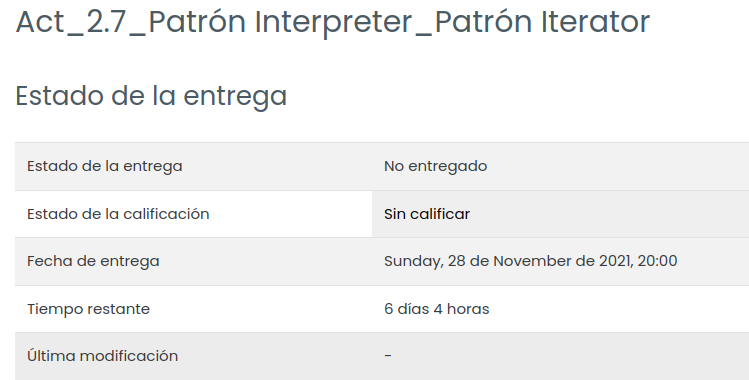 Act_2.7_Patrón Interpreter_Patrón Iterator
Estado de la entrega
Estado de la entrega No entregado
Estado de la calificación Sin calificar
Fecha de entrega Sunday, 28 de November de 2021, 20:00
Tiempo restante 6 días 4 horas
Última modificación -